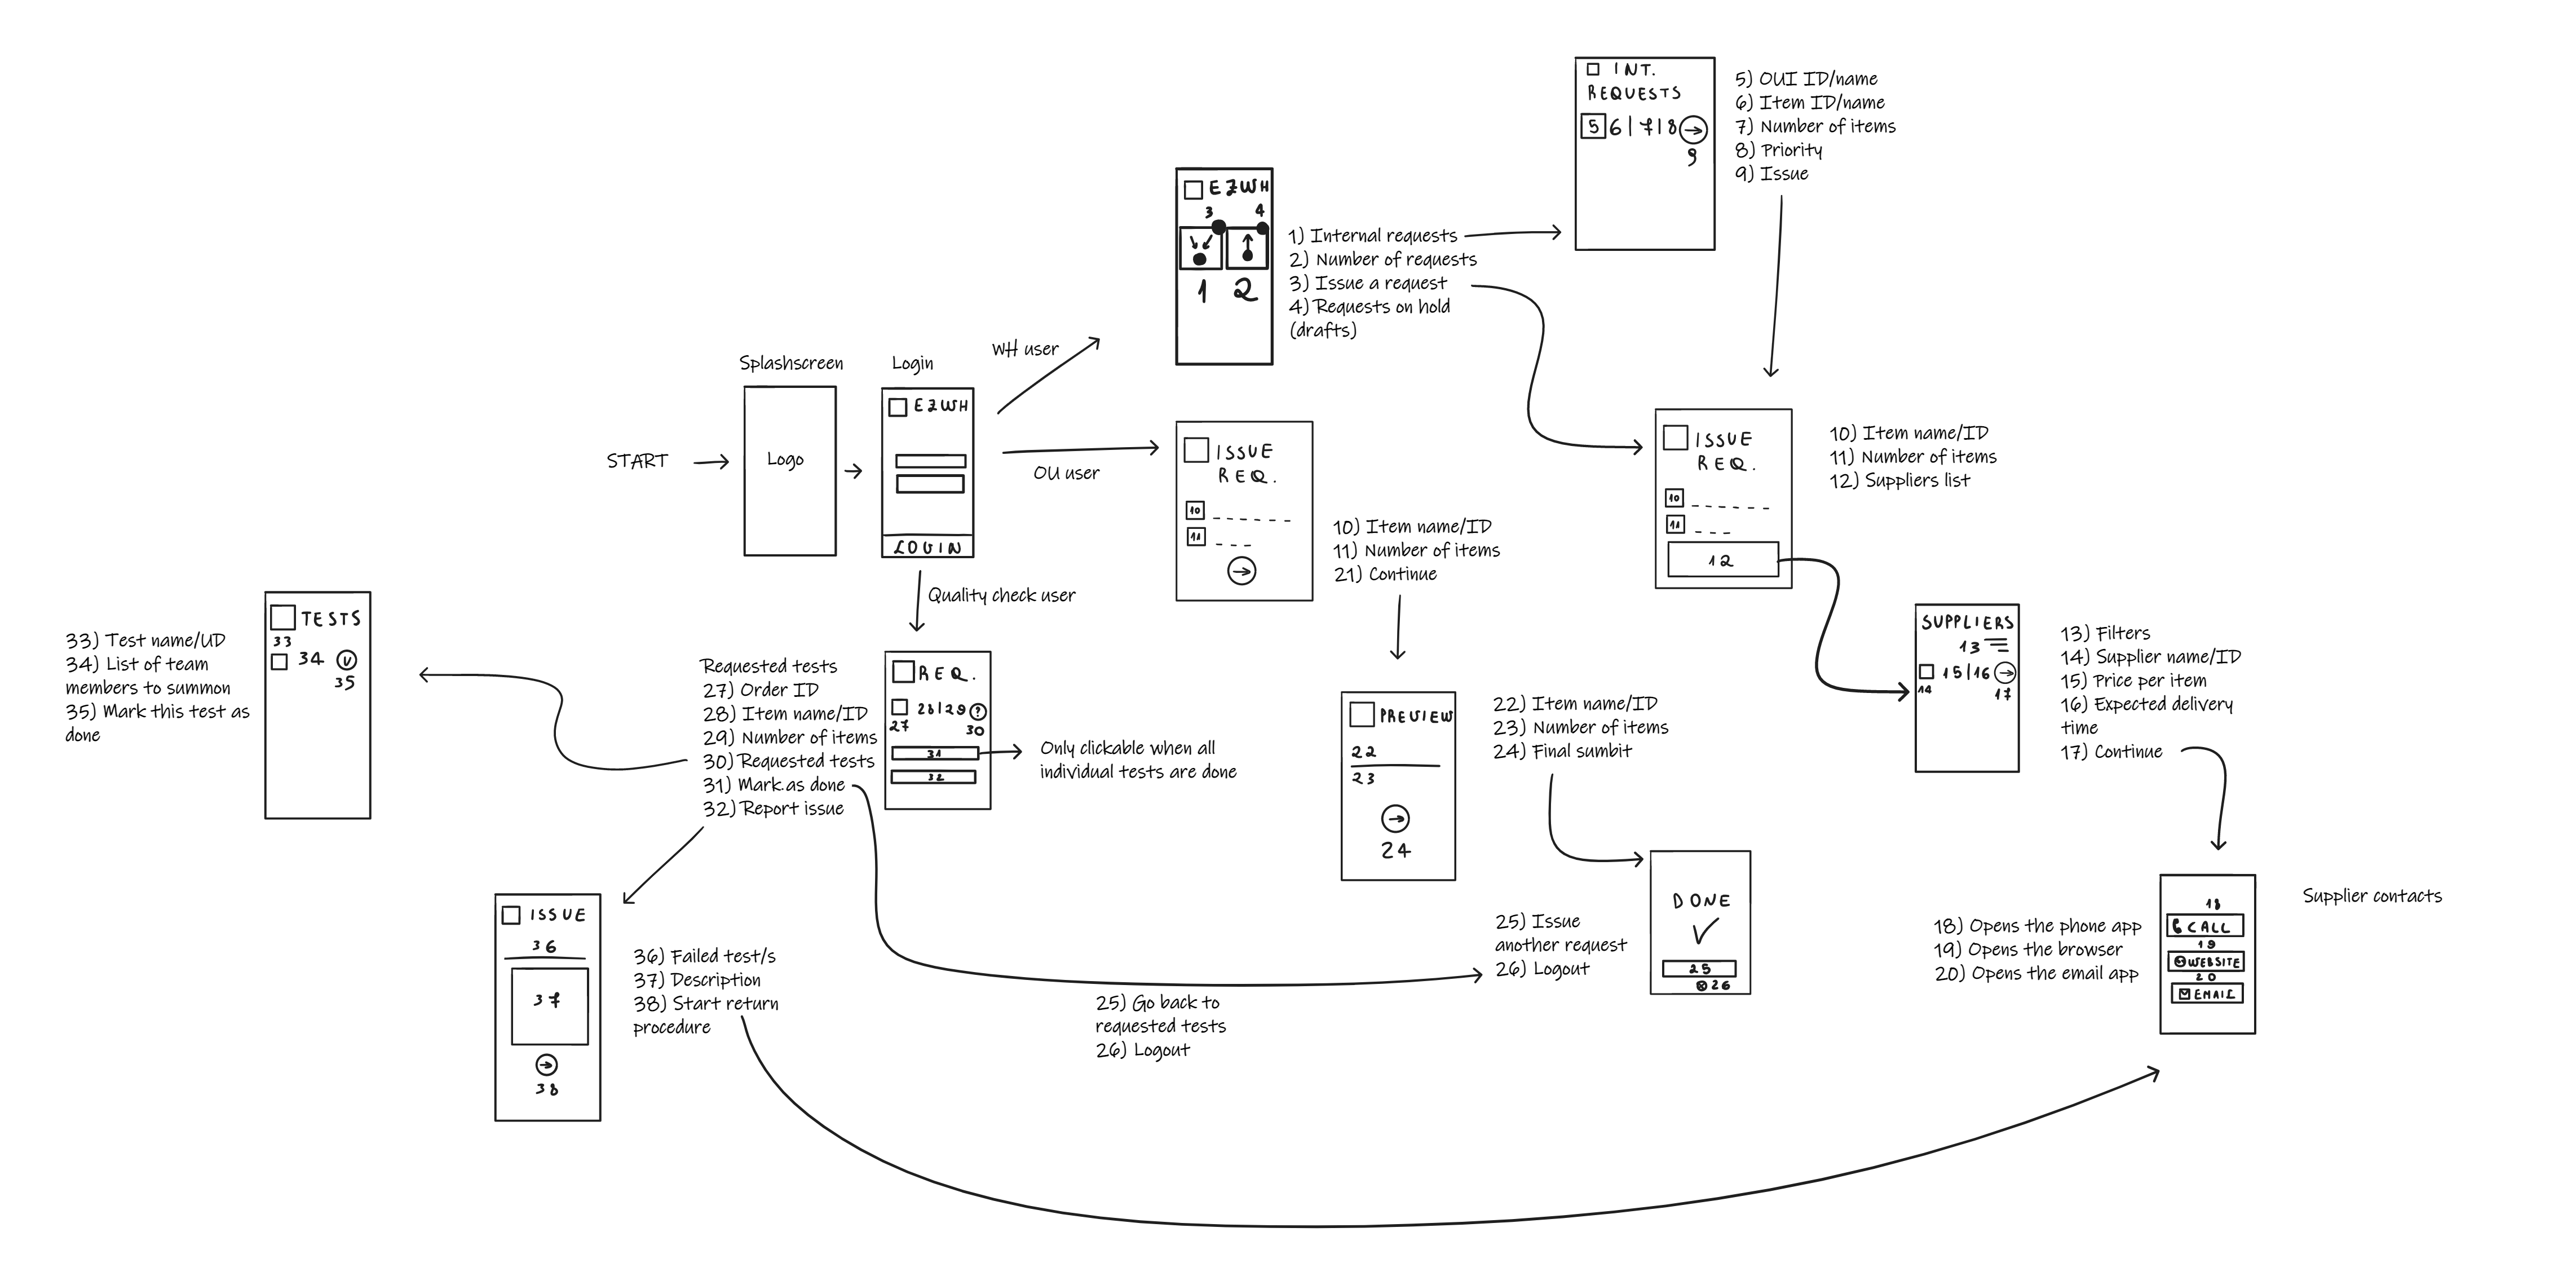 INT.
REQUESTS
5 6|7|8
9
5) OUI ID/name
6) Item ID/name
7) Number of items
8) Priority
9) Issue
EZWH
3 4
1 2
1) Internal requests
2) Number of requests
3) Issue a request
4) Requests on hold
(drafts)
WH user
Splashscreen
Login
START
Logo
EZWH
LOGIN
OU user
ISSUE
REQ.
10
11
10) Item name/ID
11) Number of items
21) Continue
ISSUE
REQ.
10
11
12
10) Item name/ID
11) Number of items
12) Suppliers list
Quality check user
TESTS
33
34
35
33) Test name/UD
34) List of team
members to summon
35) Mark this test as
done
Requested tests
27) Order ID
28) Item name/ID
29) Number of items
30) Requested tests
31) Mark as done
32) Report issue
REQ.
28|29 ?
27 30
31
32
Only clickable when all
individual tests are done
PREVIEW
22
23
24
22) Item name/ID
23) Number of items
24) Final sumbit
SUPPLIERS
13
15|16
14 17
13) Filters
14) Supplier name/ID
15) Price per item
16) Expected delivery
time
17) Continue
DONE
25
26
25) Issue
another request
26) Logout
18
CALL
19
WEBSITE
20
EMAIL
Supplier contacts
18) Opens the phone app
19) Opens the browser
20) Opens the email app
ISSUE
36
37
38
36) Failed test/s
37) Description
38) Start return
procedure
25) Go back to
requested tests
26) Logout